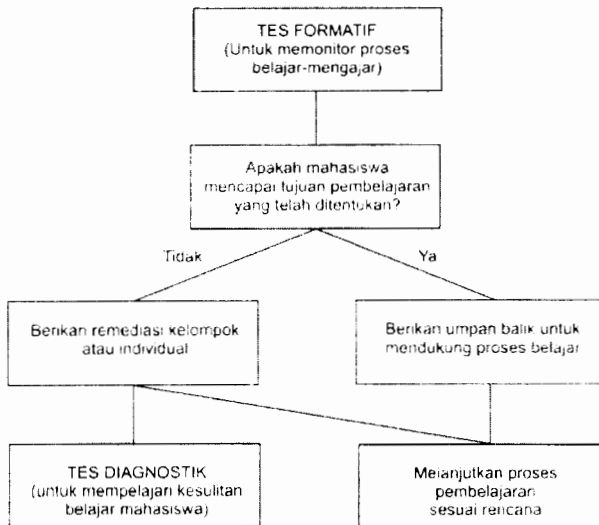 TES FORMATIF
(Untuk memonitor proses
belajar-mengajar)
Apakah mahasiswa
mencapai tujuan pembelajaran
yang telah ditentukan?
Tidak
Ya
Berikan remediasi kelompok
atau individual
Berikan umpan balik untuk
mendukung proses belajar
TES DIAGNOSTIK
(untuk mempelajari kesulitan
belajar mahasiswa)
Melanjutkan proses
pembelajaran
sesuai rencana